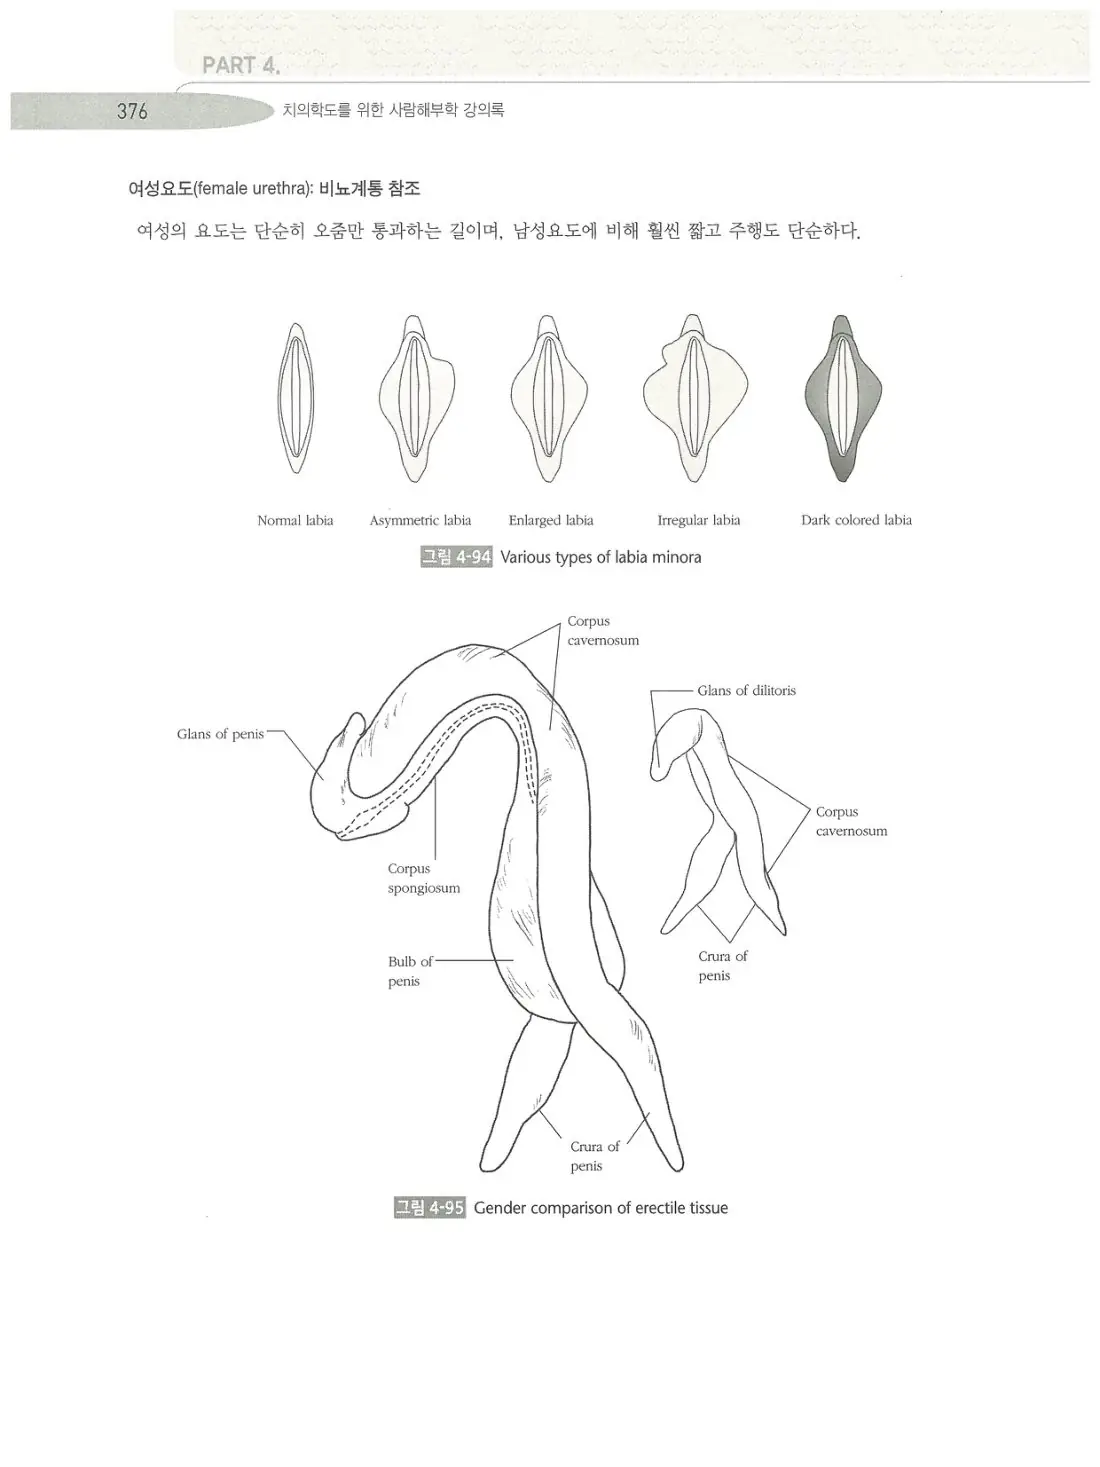 PART 4.
376
치의학도를 위한 사람해부학 강의록
여성요도(female urethra): 비뇨계통 참조
여성의 요도는 단순히 오줌만 통과하는 길이며, 남성요도에 비해 훨씬 짧고 주행도 단순하다.
Normal labia
Asymmetric labia
Enlarged labia
Irregular labia
Dark colored labia
그림 4-94 Various types of labia minora
Corpus
cavernosum
Glans of dilitoris
Glans of penis
Corpus
cavernosum
Corpus
spongiosum
Bulb of
penis
Crura of
penis
Crura of
penis
그림 4-95 Gender comparison of erectile tissue